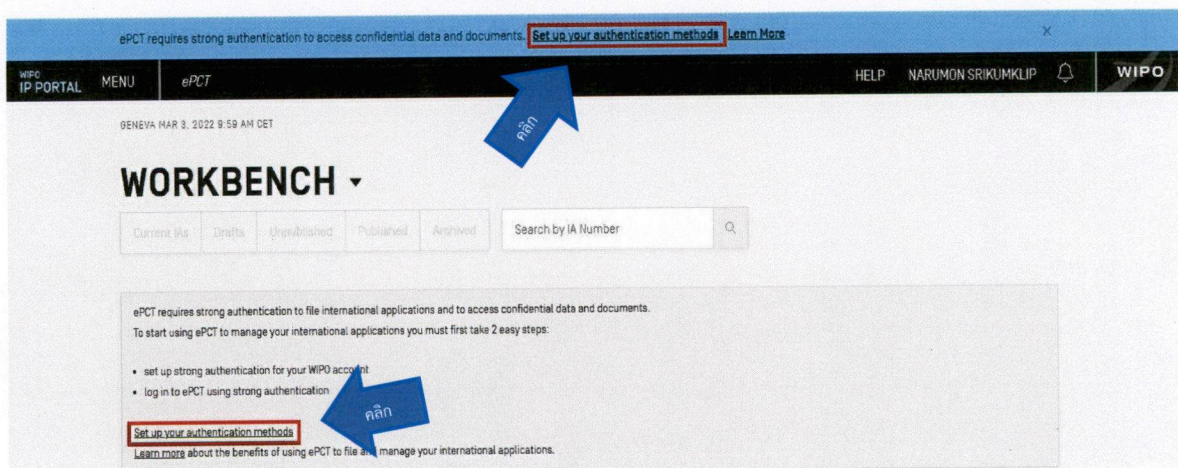 ePCT requires strong authentication to access confidential data and documents. Set up your authentication methods Learn More ×
WIPO
IP PORTAL MENU ePCT HELP NARUMON SRIKUMKLIP WIPO
GENEVA MAR 3, 2022 9:59 AM CET
คลิก
WORKBENCH
Current IAs Drafts Unpublished Published Archived Search by IA Number
ePCT requires strong authentication to file international applications and to access confidential data and documents.
To start using ePCT to manage your international applications you must first take 2 easy steps:
• set up strong authentication for your WIPO account
• log in to ePCT using strong authentication
คลิก
Set up your authentication methods
Learn more about the benefits of using ePCT to file and manage your international applications.